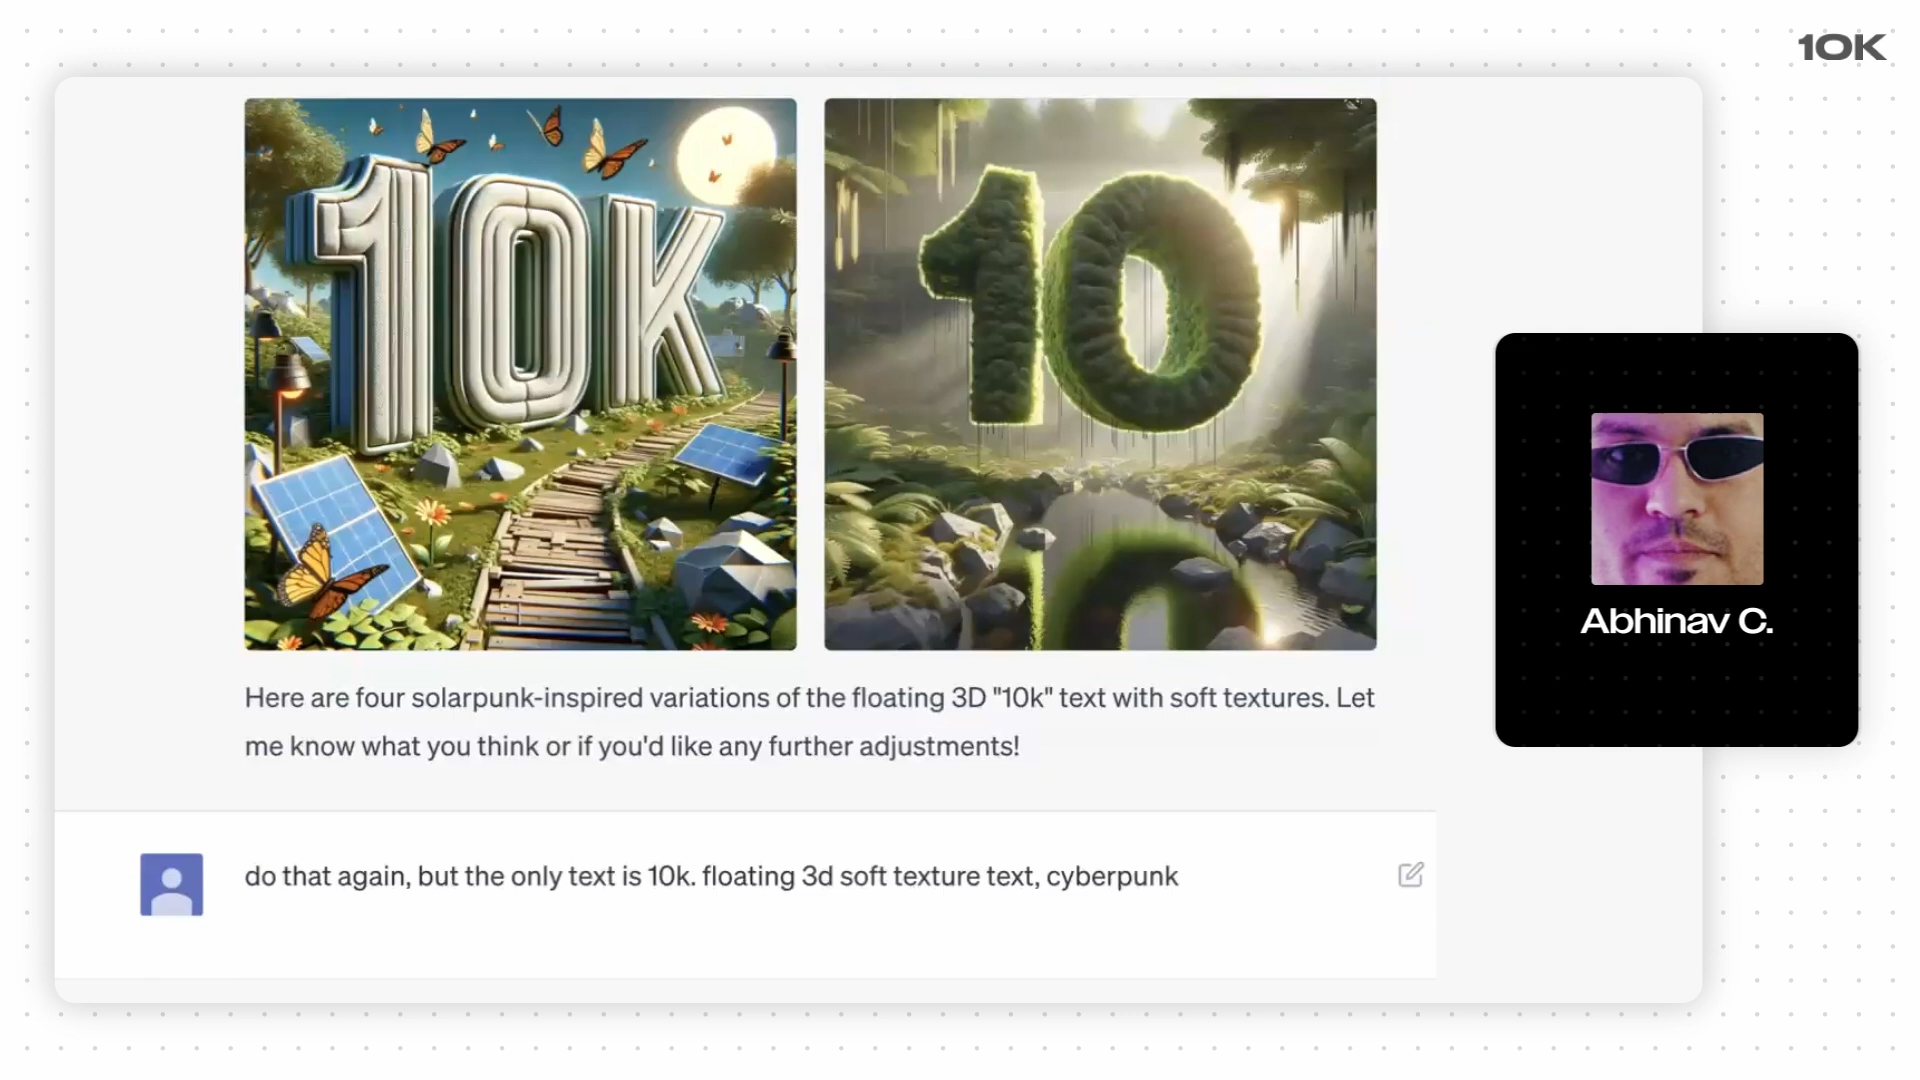 10K
10K
10
10
Here are four solarpunk-inspired variations of the floating 3D "10k" text with soft textures. Let
me know what you think or if you'd like any further adjustments!
Abhinav C.
do that again, but the only text is 10k. floating 3d soft texture text, cyberpunk